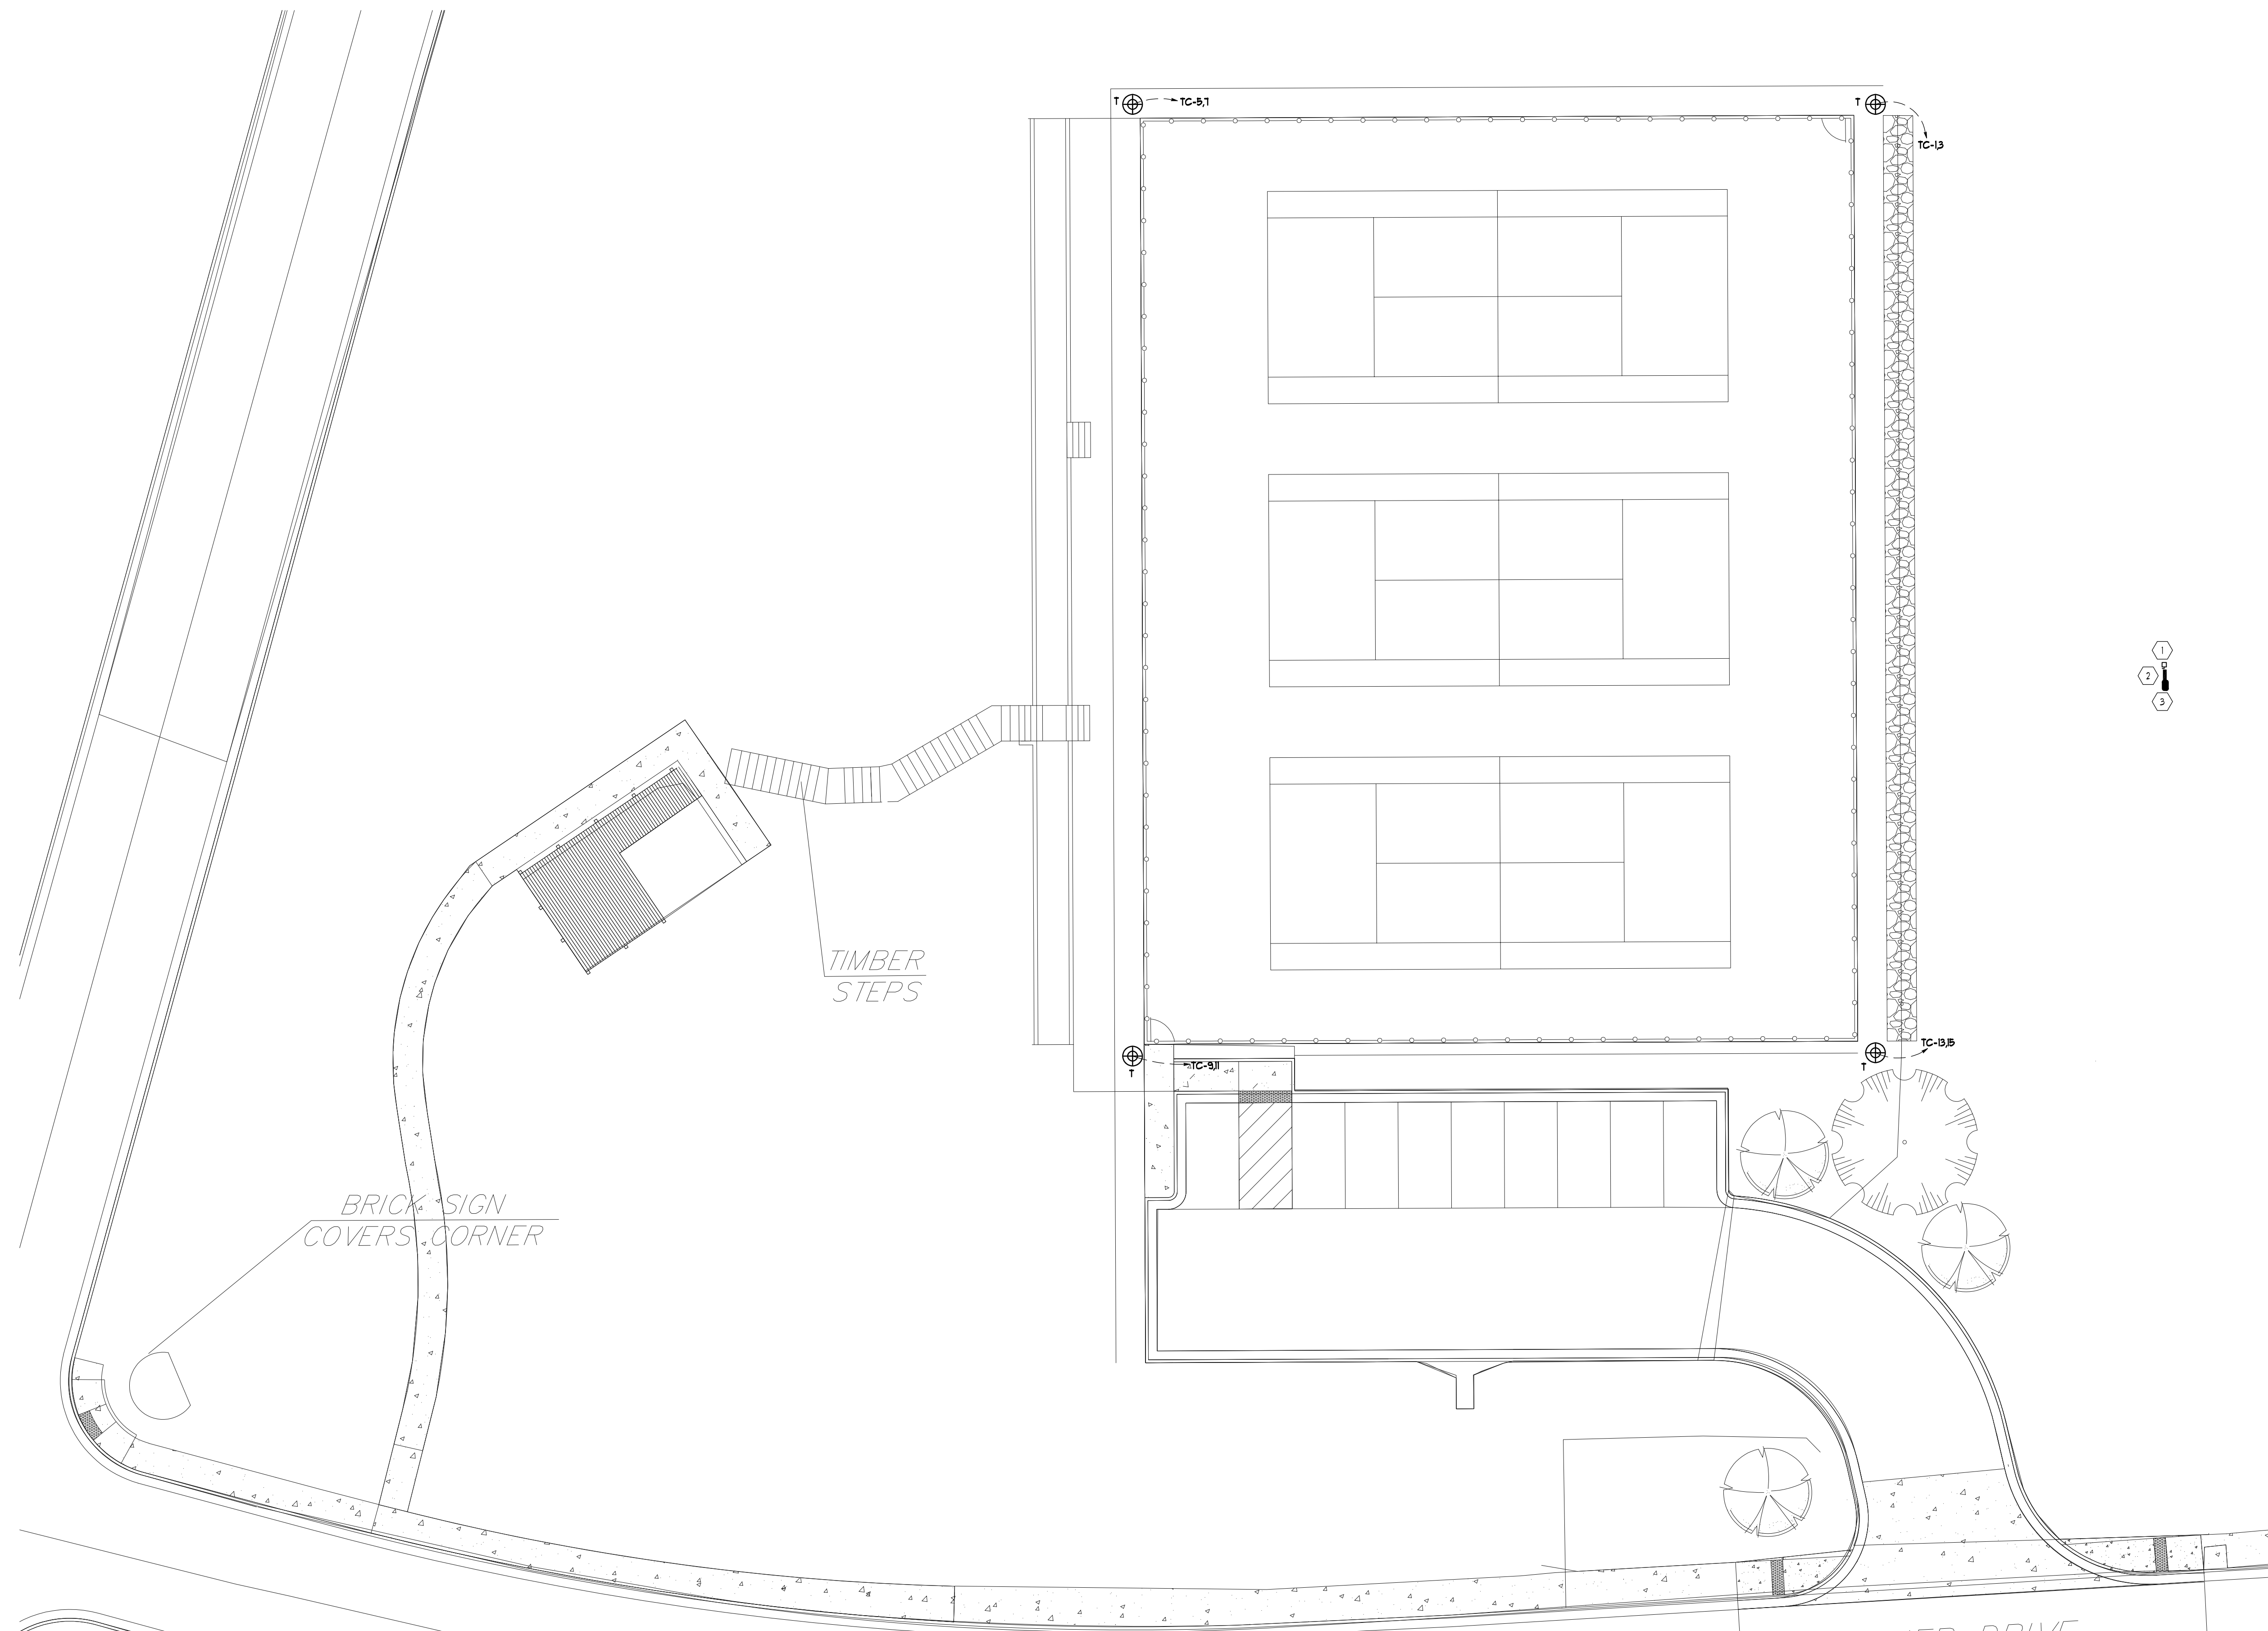 T TC-5,7
T
TC-1,3
1
2
3
TIMBER
STEPS
TC-13,15
TC-9,11
T
T
BRICK SIGN
COVERS CORNER
DRIVE